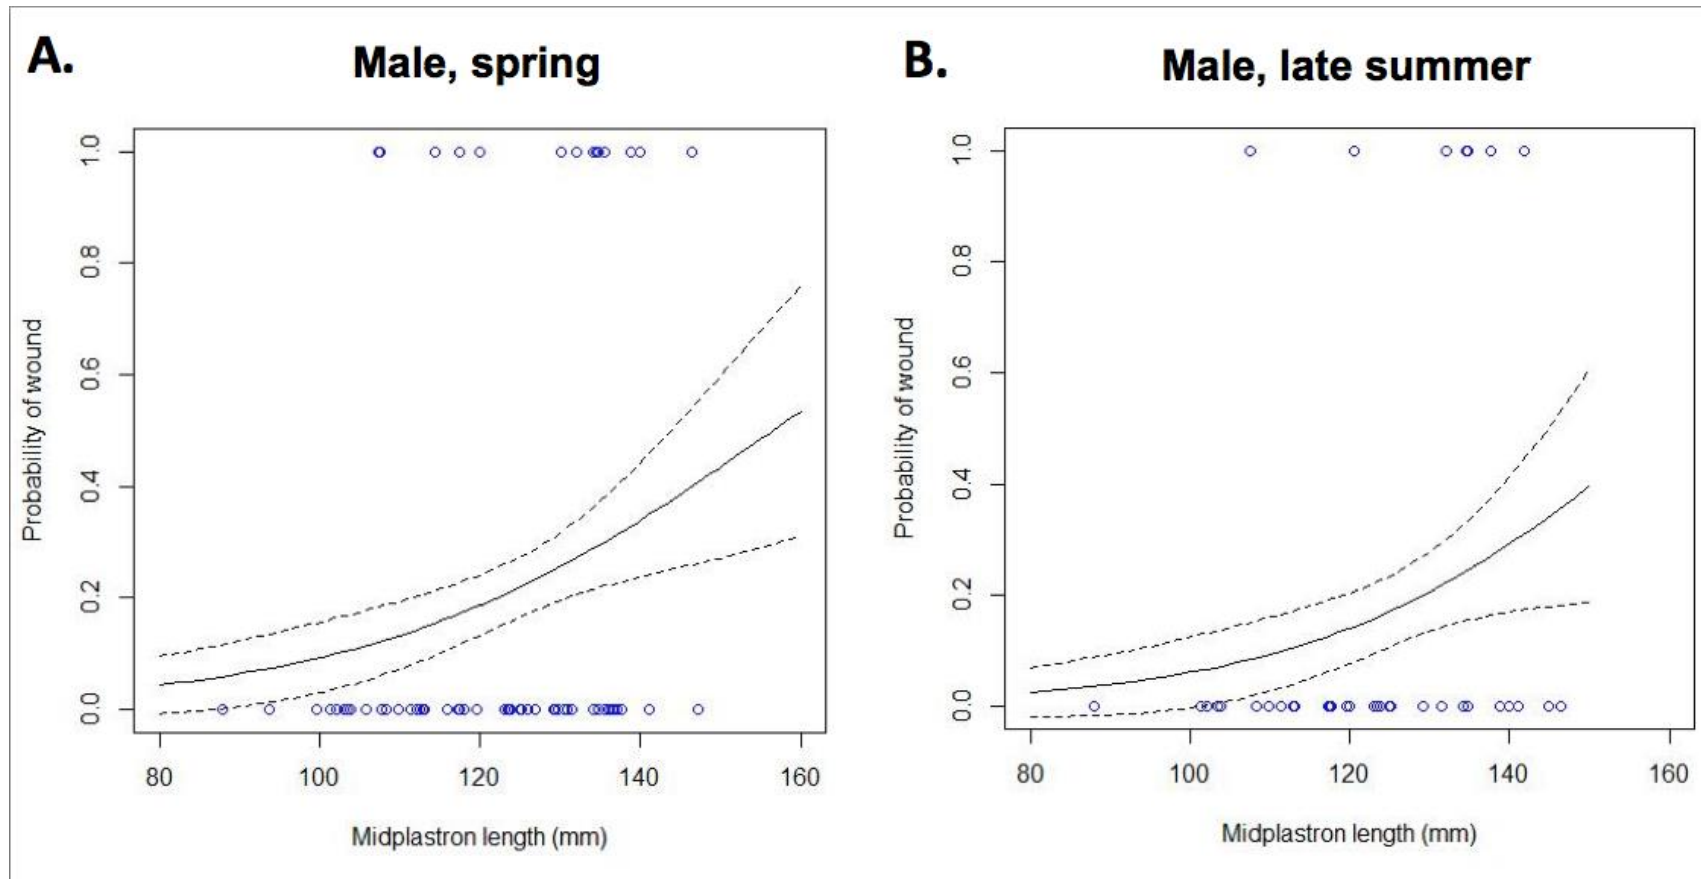 A.
Male, spring
Probability of wound
1.0
0.8
0.6
0.4
0.2
0.0
80 100 120 140 160
Midplastron length (mm)
B.
Male, late summer
Probability of wound
1.0
0.8
0.6
0.4
0.2
0.0
80 100 120 140 160
Midplastron length (mm)